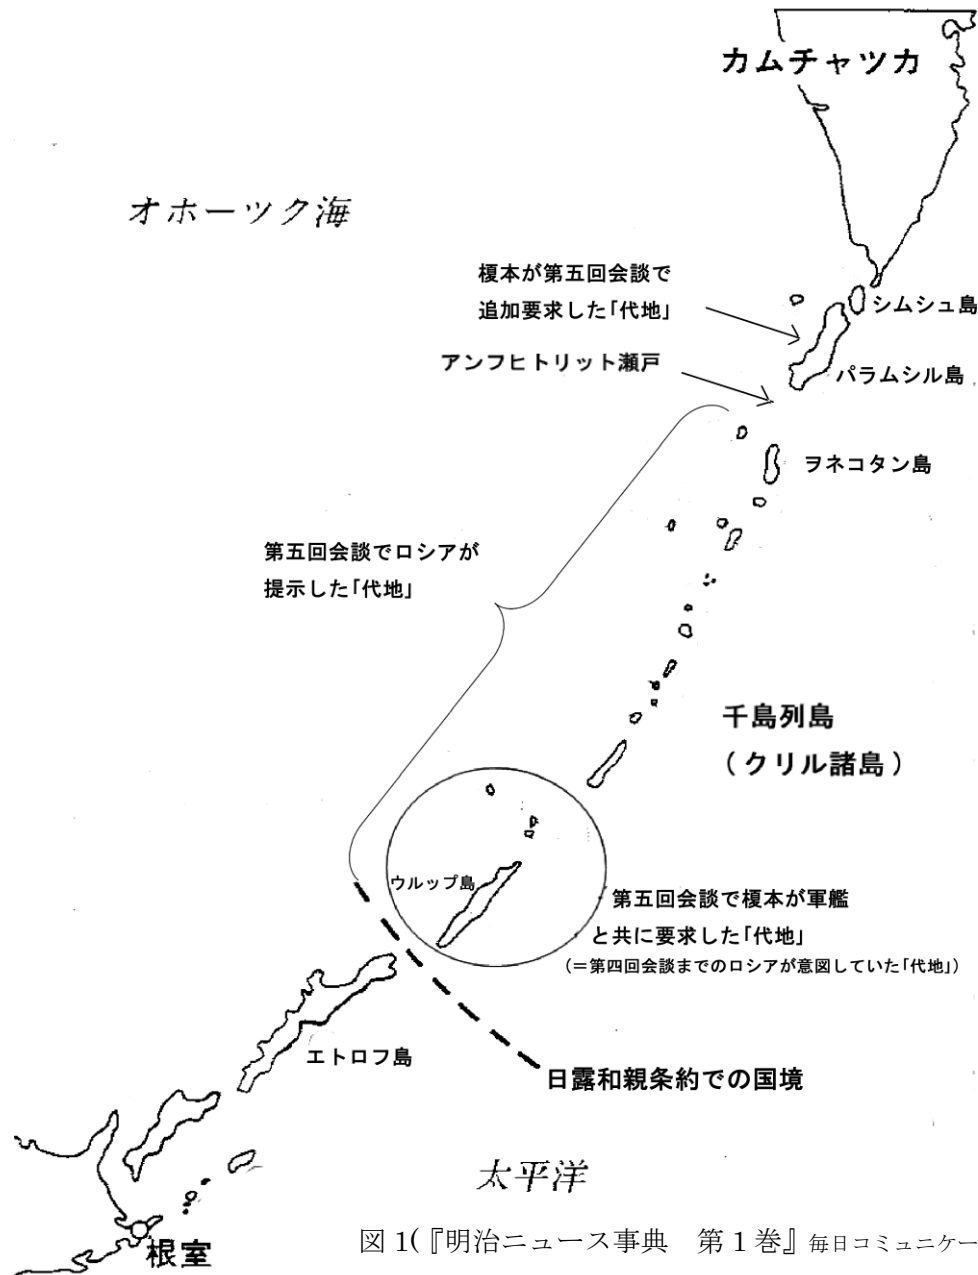 カムチャツカ
オホーツク海
榎本が第五回会談で
追加要求した「代地」
シムシュ島
アンフヒトリット瀬戸
パラムシル島
ヲネコタン島
第五回会談でロシアが
提示した「代地」
千島列島
(クリル諸島)
ウルップ島
第五回会談で榎本が軍艦
と共に要求した「代地」
(=第四回会談までのロシアが意図していた「代地」)
エトロフ島
日露和親条約での国境
太平洋
根室
図 1(『明治ニュース事典 第 1 巻』毎日コミュニケー